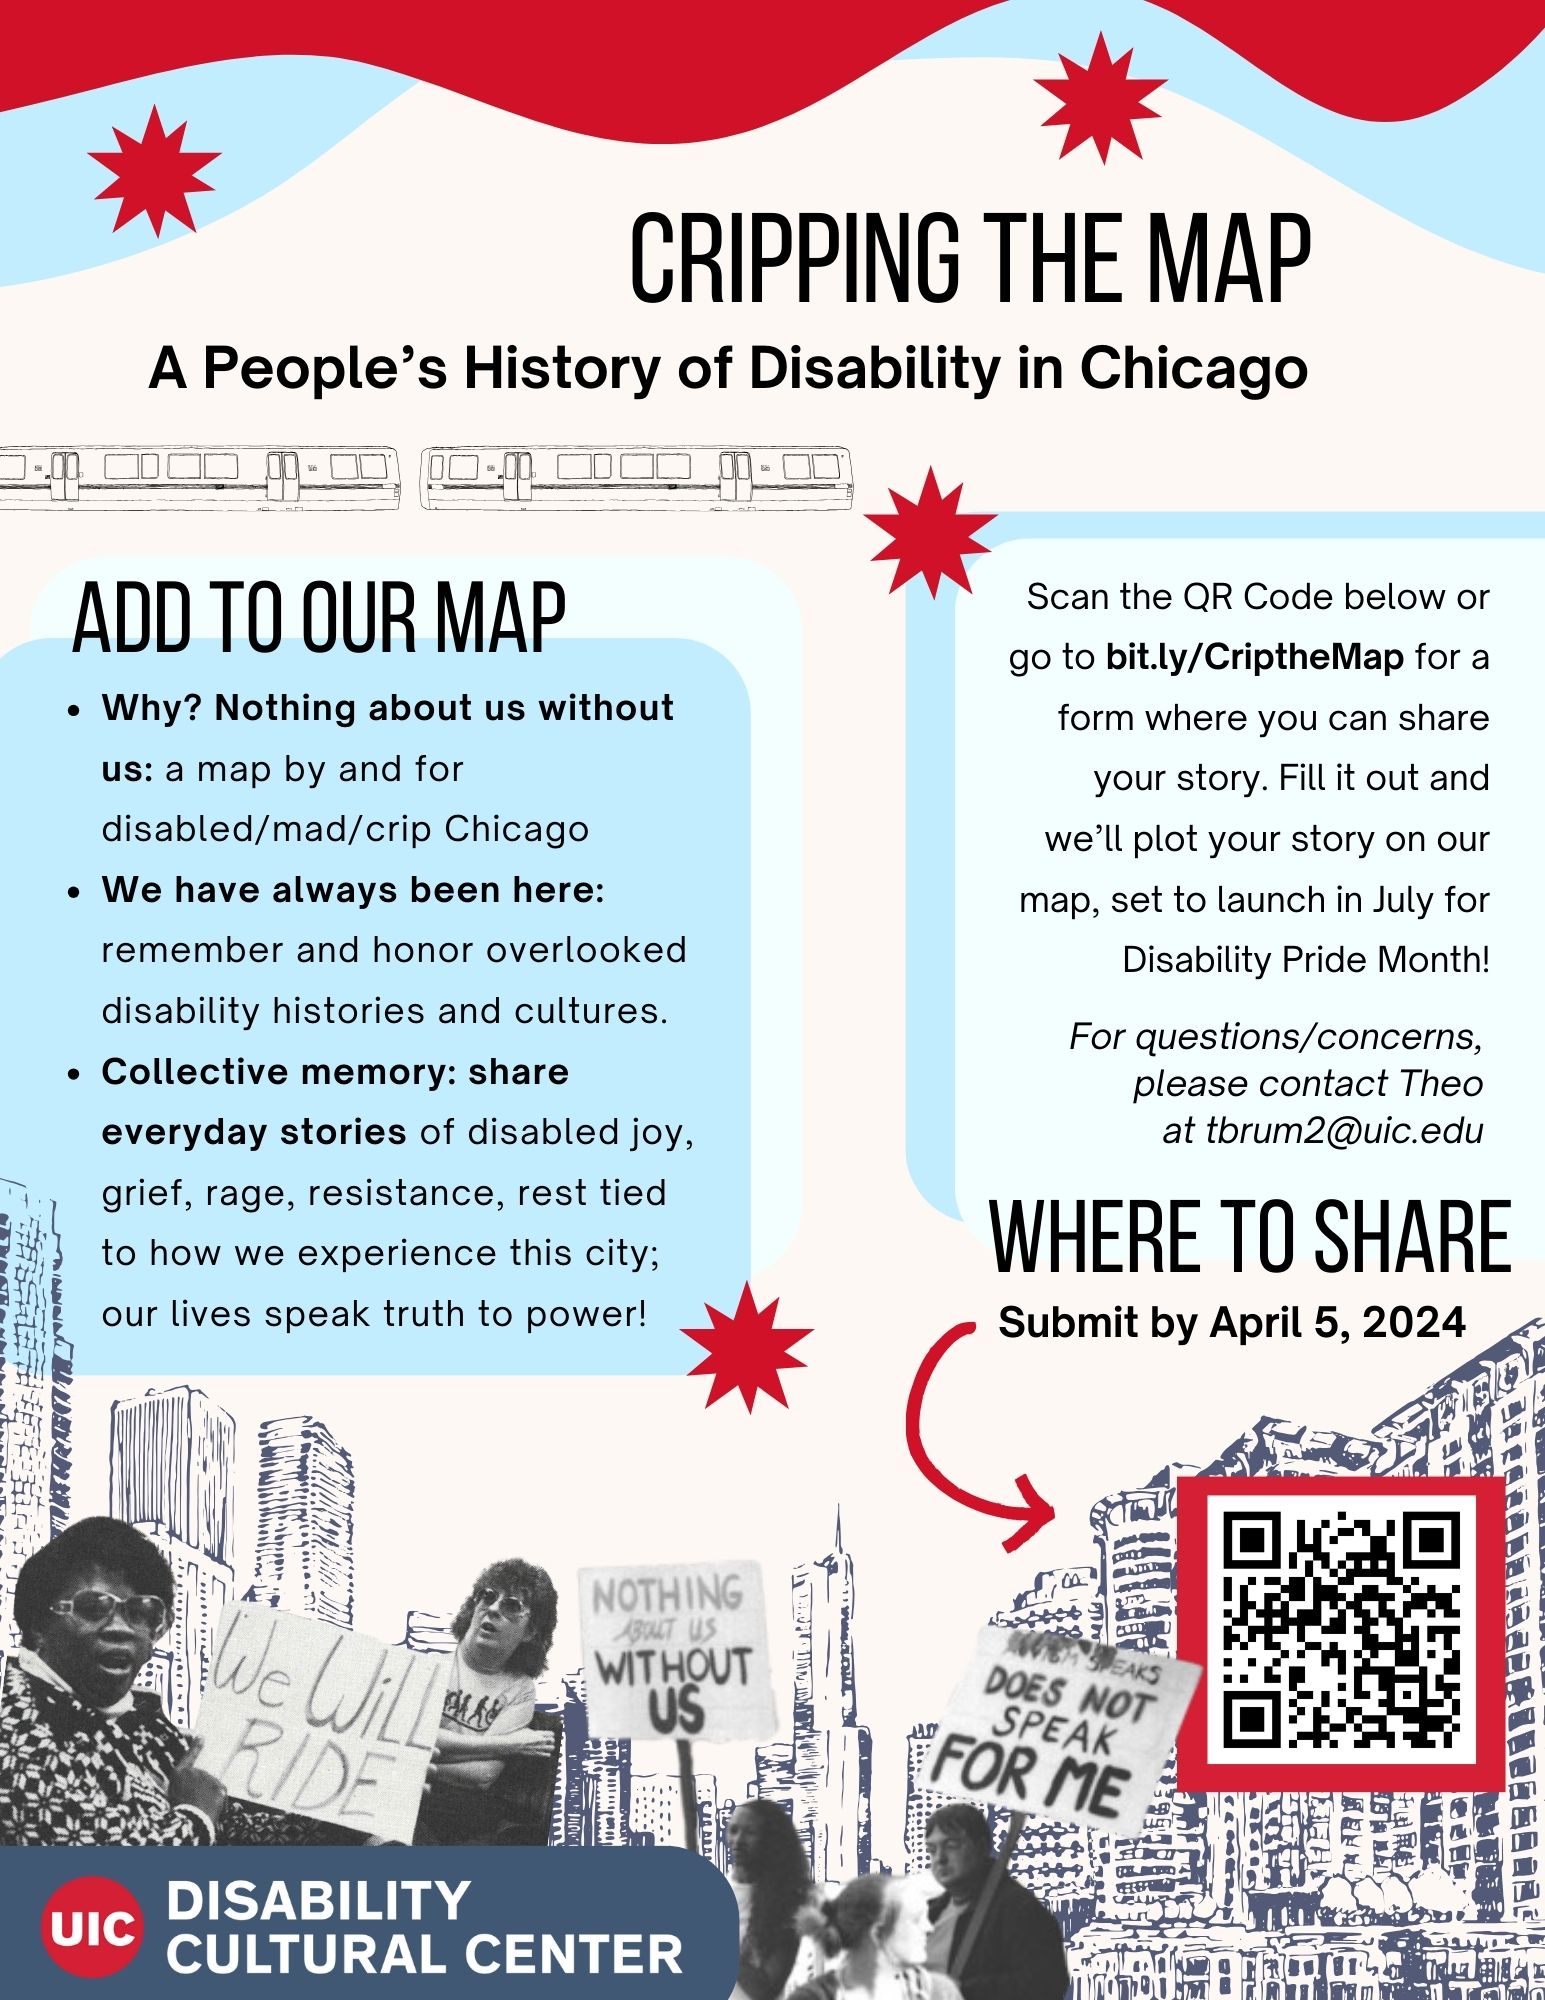 CRIPPING THE MAP
A People’s History of Disability in Chicago
ADD TO OUR MAP
• Why? Nothing about us without
us: a map by and for
disabled/mad/crip Chicago
• We have always been here:
remember and honor overlooked
disability histories and cultures.
• Collective memory: share
everyday stories of disabled joy,
grief, rage, resistance, rest tied
to how we experience this city;
our lives speak truth to power!
Scan the QR Code below or
go to bit.ly/CriptheMap for a
form where you can share
your story. Fill it out and
we’ll plot your story on our
map, set to launch in July for
Disability Pride Month!
For questions/concerns,
please contact Theo
at tbrum2@uic.edu
WHERE TO SHARE
Submit by April 5, 2024
We WiLL
RIDE
NOTHING
ABOUT US
WITHOUT
US
AUTISM SPEAKS
DOES NOT
SPEAK
FOR ME
UIC
DISABILITY
CULTURAL CENTER